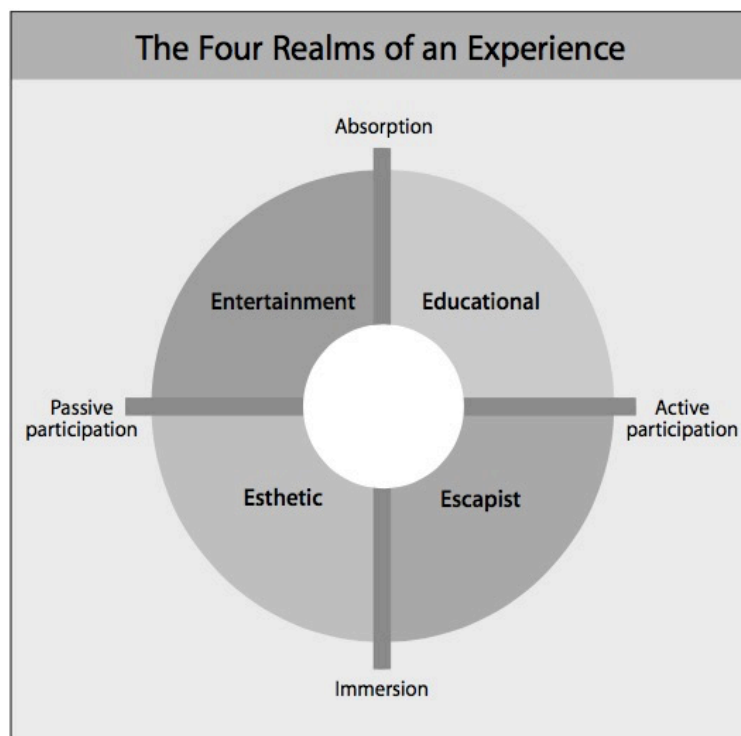 The Four Realms of an Experience
Absorption
Entertainment
Educational
Passive
participation
Active
participation
Esthetic
Escapist
Immersion